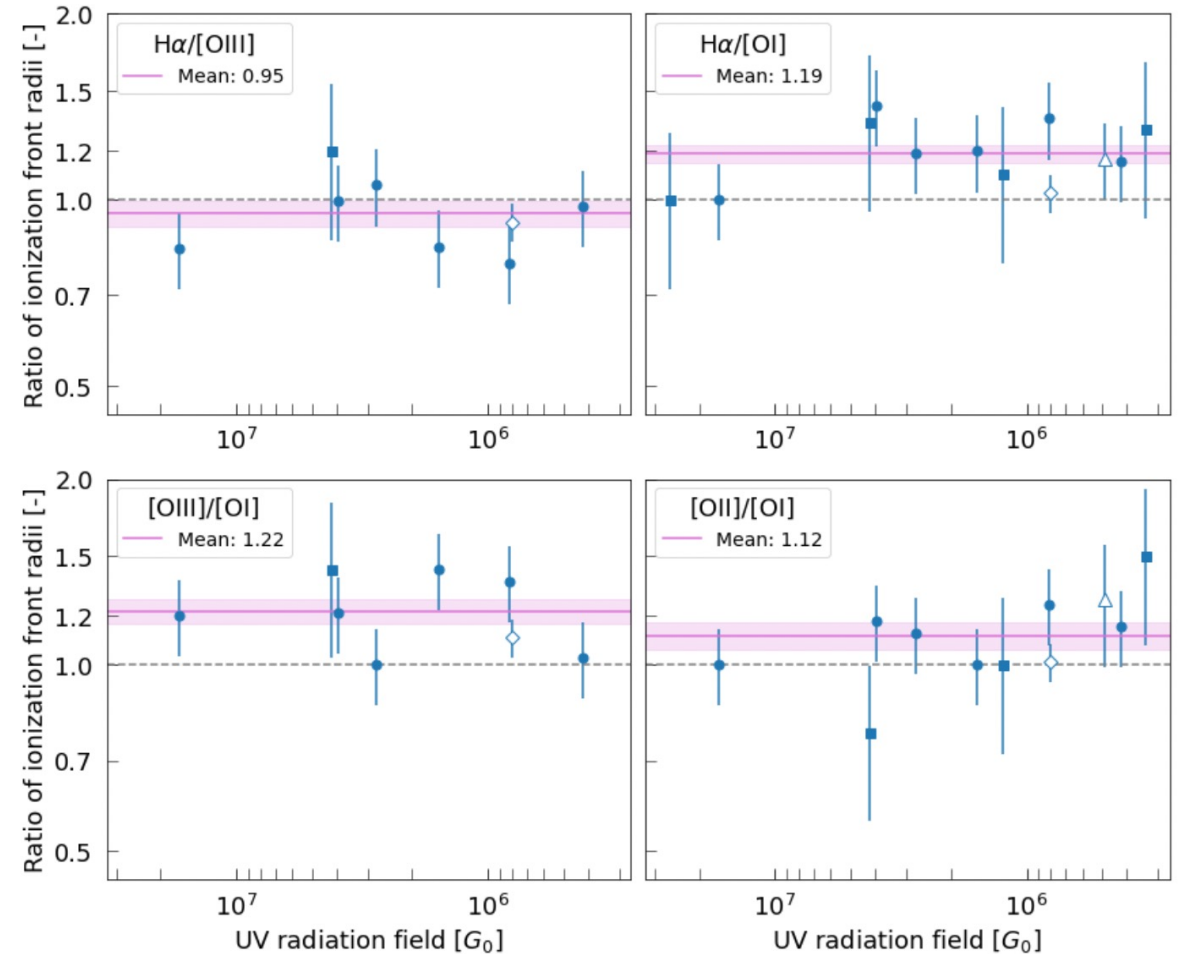 Ratio of ionization front radii [-]
2.0
1.5
1.2
1.0
0.7
0.5
Hα/[OIII]
Mean: 0.95
10⁷
10⁶
Hα/[OI]
Mean: 1.19
10⁷
10⁶
Ratio of ionization front radii [-]
2.0
1.5
1.2
1.0
0.7
0.5
[OIII]/[OI]
Mean: 1.22
10⁷
10⁶
UV radiation field [G₀]
[OII]/[OI]
Mean: 1.12
10⁷
10⁶
UV radiation field [G₀]